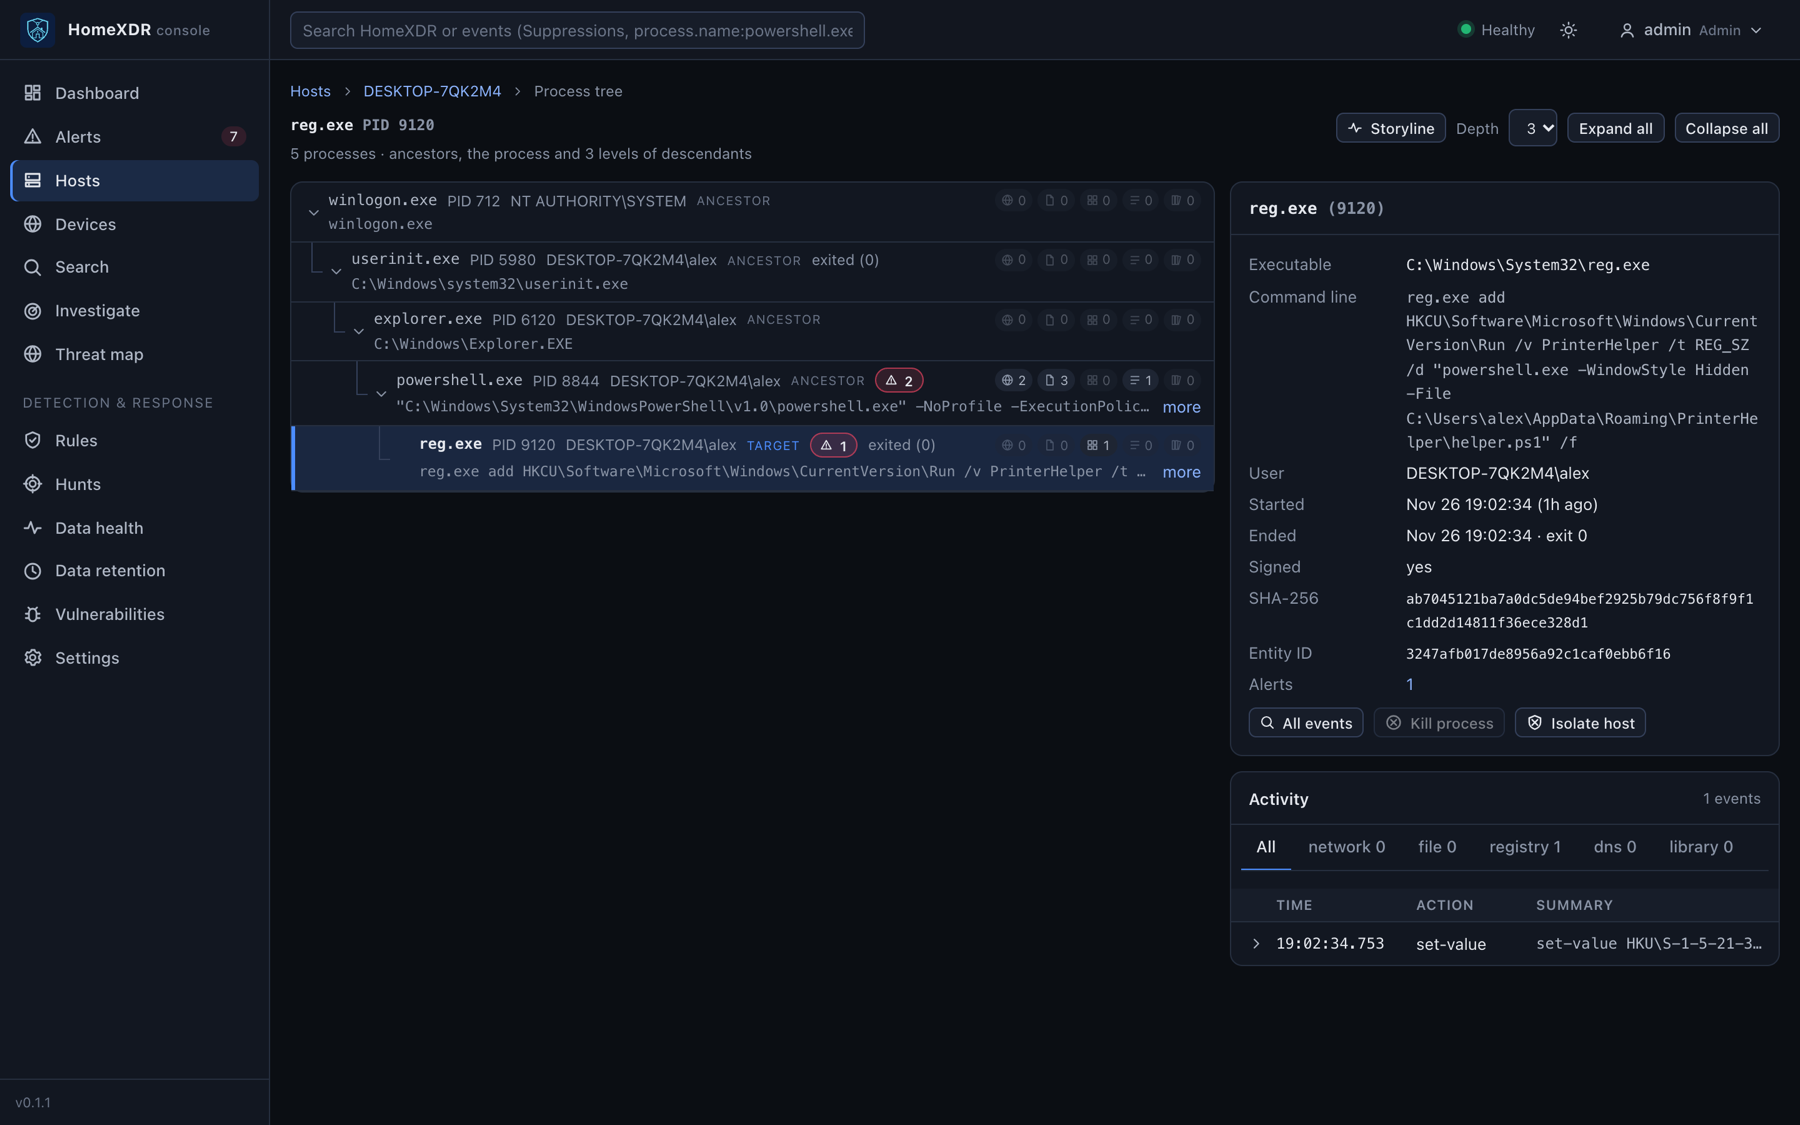 HomeXDR console
Search HomeXDR or events (Suppressions, process.name:powershell.exe
Healthy
admin Admin
Dashboard
Alerts 7
Hosts
Devices
Search
Investigate
Threat map
DETECTION & RESPONSE
Rules
Hunts
Data health
Data retention
Vulnerabilities
Settings
v0.1.1
Hosts > DESKTOP-7QK2M4 > Process tree
reg.exe PID 9120
5 processes · ancestors, the process and 3 levels of descendants
Storyline Depth 3 Expand all Collapse all
winlogon.exe PID 712 NT AUTHORITY\SYSTEM ANCESTOR 0 0 0 0 0
winlogon.exe
userinit.exe PID 5980 DESKTOP-7QK2M4\alex ANCESTOR exited (0) 0 0 0 0 0
C:\Windows\system32\userinit.exe
explorer.exe PID 6120 DESKTOP-7QK2M4\alex ANCESTOR 0 0 0 0 0
C:\Windows\Explorer.EXE
powershell.exe PID 8844 DESKTOP-7QK2M4\alex ANCESTOR 2 2 3 0 1 0
"C:\Windows\System32\WindowsPowerShell\v1.0\powershell.exe" -NoProfile -ExecutionPolic… more
reg.exe PID 9120 DESKTOP-7QK2M4\alex TARGET 1 exited (0) 0 0 1 0 0
reg.exe add HKCU\Software\Microsoft\Windows\CurrentVersion\Run /v PrinterHelper /t … more
reg.exe (9120)
Executable C:\Windows\System32\reg.exe
Command line reg.exe add
HKCU\Software\Microsoft\Windows\Current
Version\Run /v PrinterHelper /t REG_SZ
/d "powershell.exe -WindowStyle Hidden
-File
C:\Users\alex\AppData\Roaming\PrinterHe
lper\helper.ps1" /f
User DESKTOP-7QK2M4\alex
Started Nov 26 19:02:34 (1h ago)
Ended Nov 26 19:02:34 · exit 0
Signed yes
SHA-256 ab7045121ba7a0dc5de94bef2925b79dc756f8f9f1
c1dd2d14811f36ece328d1
Entity ID 3247afb017de8956a92c1caf0ebb6f16
Alerts 1
All events Kill process Isolate host
Activity 1 events
All network 0 file 0 registry 1 dns 0 library 0
TIME ACTION SUMMARY
19:02:34.753 set-value set-value HKU\S-1-5-21-3…